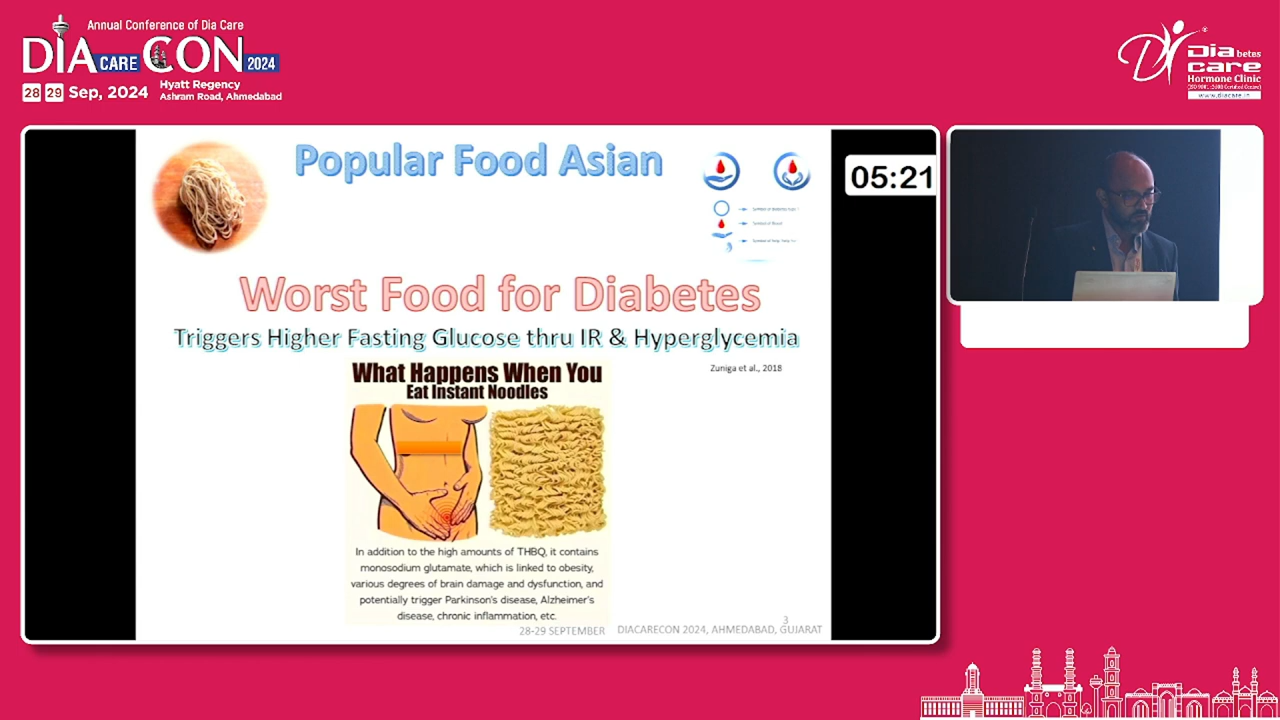 Annual Conference of Dia Care
DIA CARE CON 2024
28 29 Sep, 2024
Hyatt Regency
Ashram Road, Ahmedabad
Dia betes
care
Hormone Clinic
www.diacare.in
Popular Food Asian
05:21
Worst Food for Diabetes
Triggers Higher Fasting Glucose thru IR & Hyperglycemia
Zuniga et al., 2018
What Happens When You
Eat Instant Noodles
In addition to the high amounts of THBQ, it contains
monosodium glutamate, which is linked to obesity,
various degrees of brain damage and dysfunction, and
potentially trigger Parkinson's disease, Alzheimer's
disease, chronic inflammation, etc.
3
28-29 SEPTEMBER DIACARECON 2024, AHMEDABAD, GUJARAT